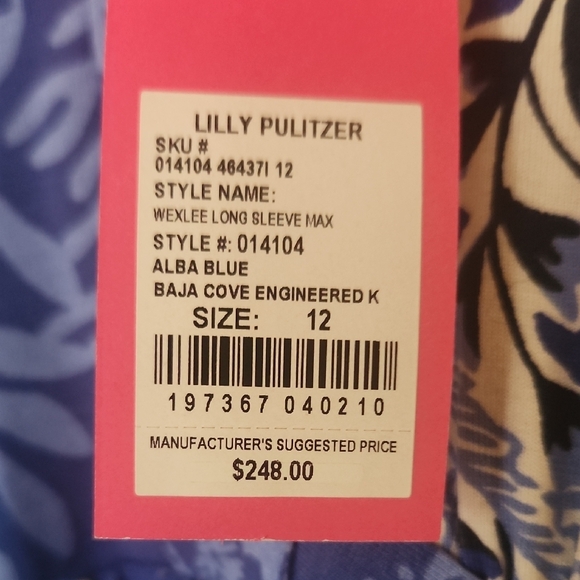 LILLY PULITZER
SKU #
014104 46437I 12
STYLE NAME:
WEXLEE LONG SLEEVE MAX
STYLE #: 014104
ALBA BLUE
BAJA COVE ENGINEERED K
SIZE: 12
197367 040210
MANUFACTURER'S SUGGESTED PRICE
$248.00